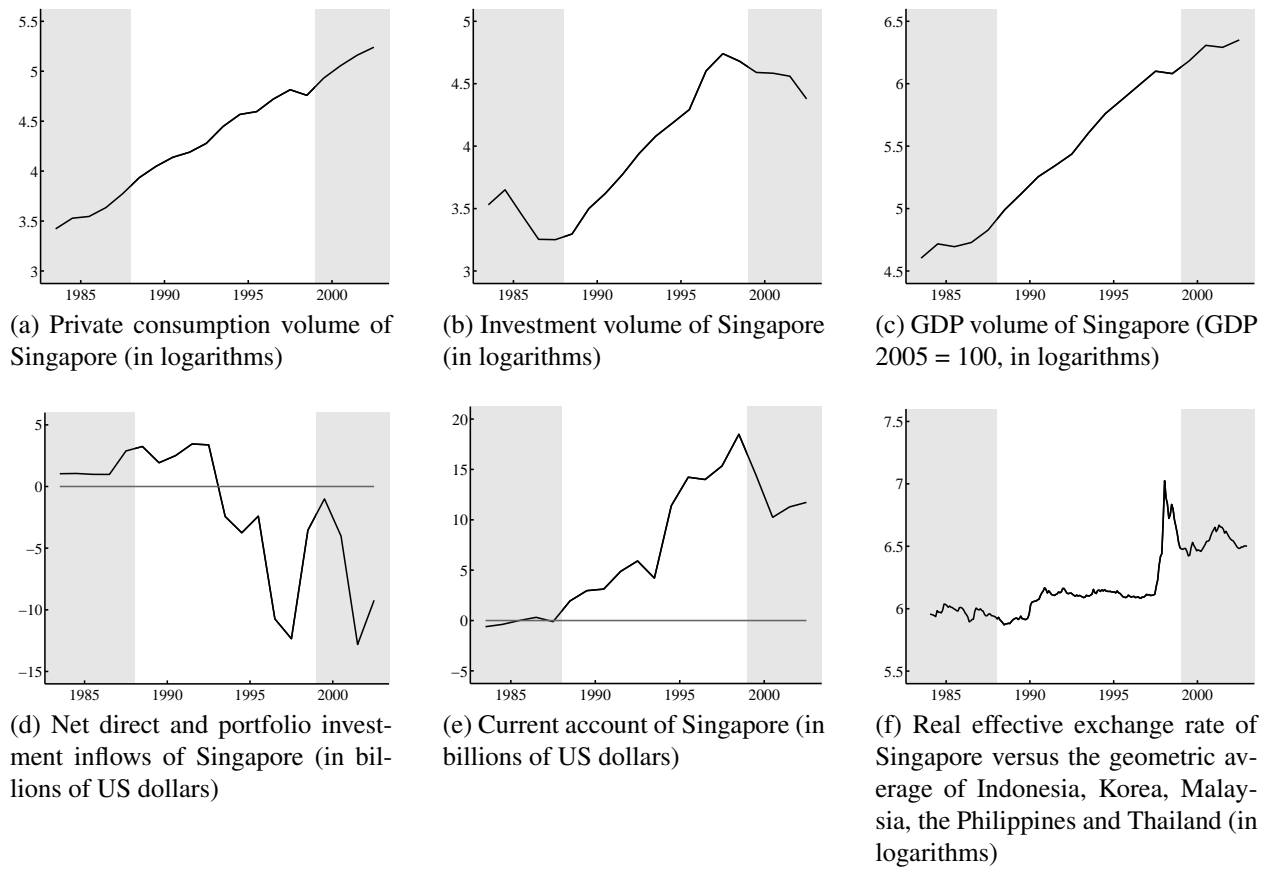 5.5
5
4.5
4
3.5
3
1985 1990 1995 2000
(a) Private consumption volume of
Singapore (in logarithms)
5
4.5
4
3.5
3
1985 1990 1995 2000
(b) Investment volume of Singapore
(in logarithms)
6.5
6
5.5
5
4.5
1985 1990 1995 2000
(c) GDP volume of Singapore (GDP
2005 = 100, in logarithms)
5
0
−5
−10
−15
1985 1990 1995 2000
(d) Net direct and portfolio invest-
ment inflows of Singapore (in bil-
lions of US dollars)
20
15
10
5
0
−5
1985 1990 1995 2000
(e) Current account of Singapore (in
billions of US dollars)
7.5
7
6.5
6
5.5
1985 1990 1995 2000
(f) Real effective exchange rate of
Singapore versus the geometric av-
erage of Indonesia, Korea, Malay-
sia, the Philippines and Thailand (in
logarithms)